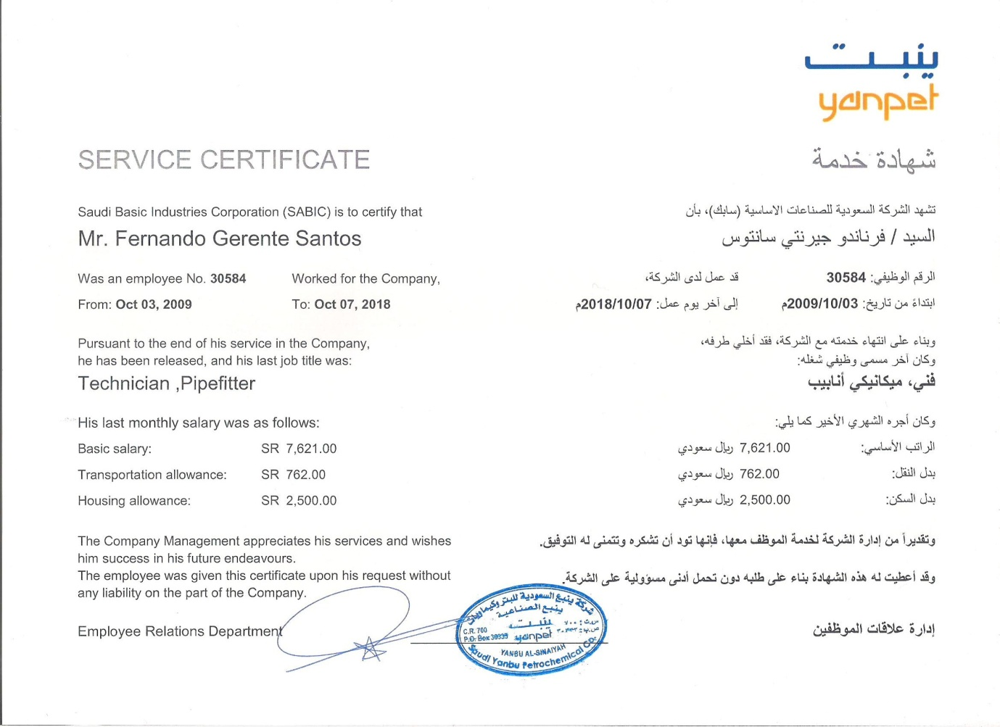 ينبت
yanpet
SERVICE CERTIFICATE
شهادة خدمة
Saudi Basic Industries Corporation (SABIC) is to certify that
تشهد الشركة السعودية للصناعات الاساسية (سابك)، بأن
Mr. Fernando Gerente Santos
السيد / فرناندو جيرنتي سانتوس
Was an employee No. 30584 Worked for the Company,
الرقم الوظيفي: 30584 قد عمل لدى الشركة،
From: Oct 03, 2009 To: Oct 07, 2018
ابتداءً من تاريخ: 2009/10/03م إلى آخر يوم عمل: 2018/10/07م
Pursuant to the end of his service in the Company,
he has been released, and his last job title was:
وبناء على انتهاء خدمته مع الشركة، فقد أخلي طرفه،
وكان آخر مسمى وظيفي شغله:
Technician ,Pipefitter
فني، ميكانيكي أنابيب
His last monthly salary was as follows:
وكان أجره الشهري الأخير كما يلي:
Basic salary: SR 7,621.00
الراتب الأساسي: 7,621.00 ريال سعودي
Transportation allowance: SR 762.00
بدل النقل: 762.00 ريال سعودي
Housing allowance: SR 2,500.00
بدل السكن: 2,500.00 ريال سعودي
The Company Management appreciates his services and wishes
him success in his future endeavours.
وتقديراً من إدارة الشركة لخدمة الموظف معها، فإنها تود أن تشكره وتتمنى له التوفيق.
The employee was given this certificate upon his request without
any liability on the part of the Company.
وقد أعطيت له هذه الشهادة بناء على طلبه دون تحمل أدنى مسؤولية على الشركة.
Employee Relations Department
إدارة علاقات الموظفين
شركة ينبع السعودية للبتروكيماويات
ينبع الصناعية
ينبت
yanpet
C.R. 700
P.O. Box 30333
س.ت: ٧٠٠
YANBU AL-SINAIYAH
Saudi Yanbu Petrochemical Co.